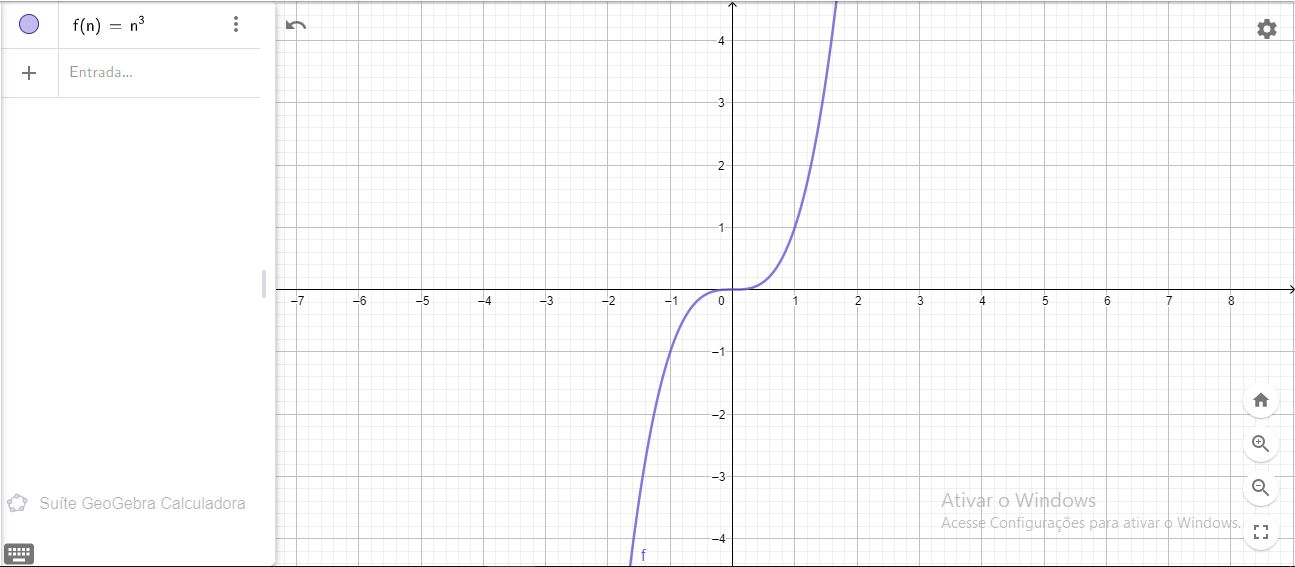 f(n) = n³
Entrada...
Suíte GeoGebra Calculadora
4
3
2
1
−7 −6 −5 −4 −3 −2 −1 0 1 2 3 4 5 6 7 8
−1
−2
−3
−4
f
Ativar o Windows
Acesse Configurações para ativar o Windows.